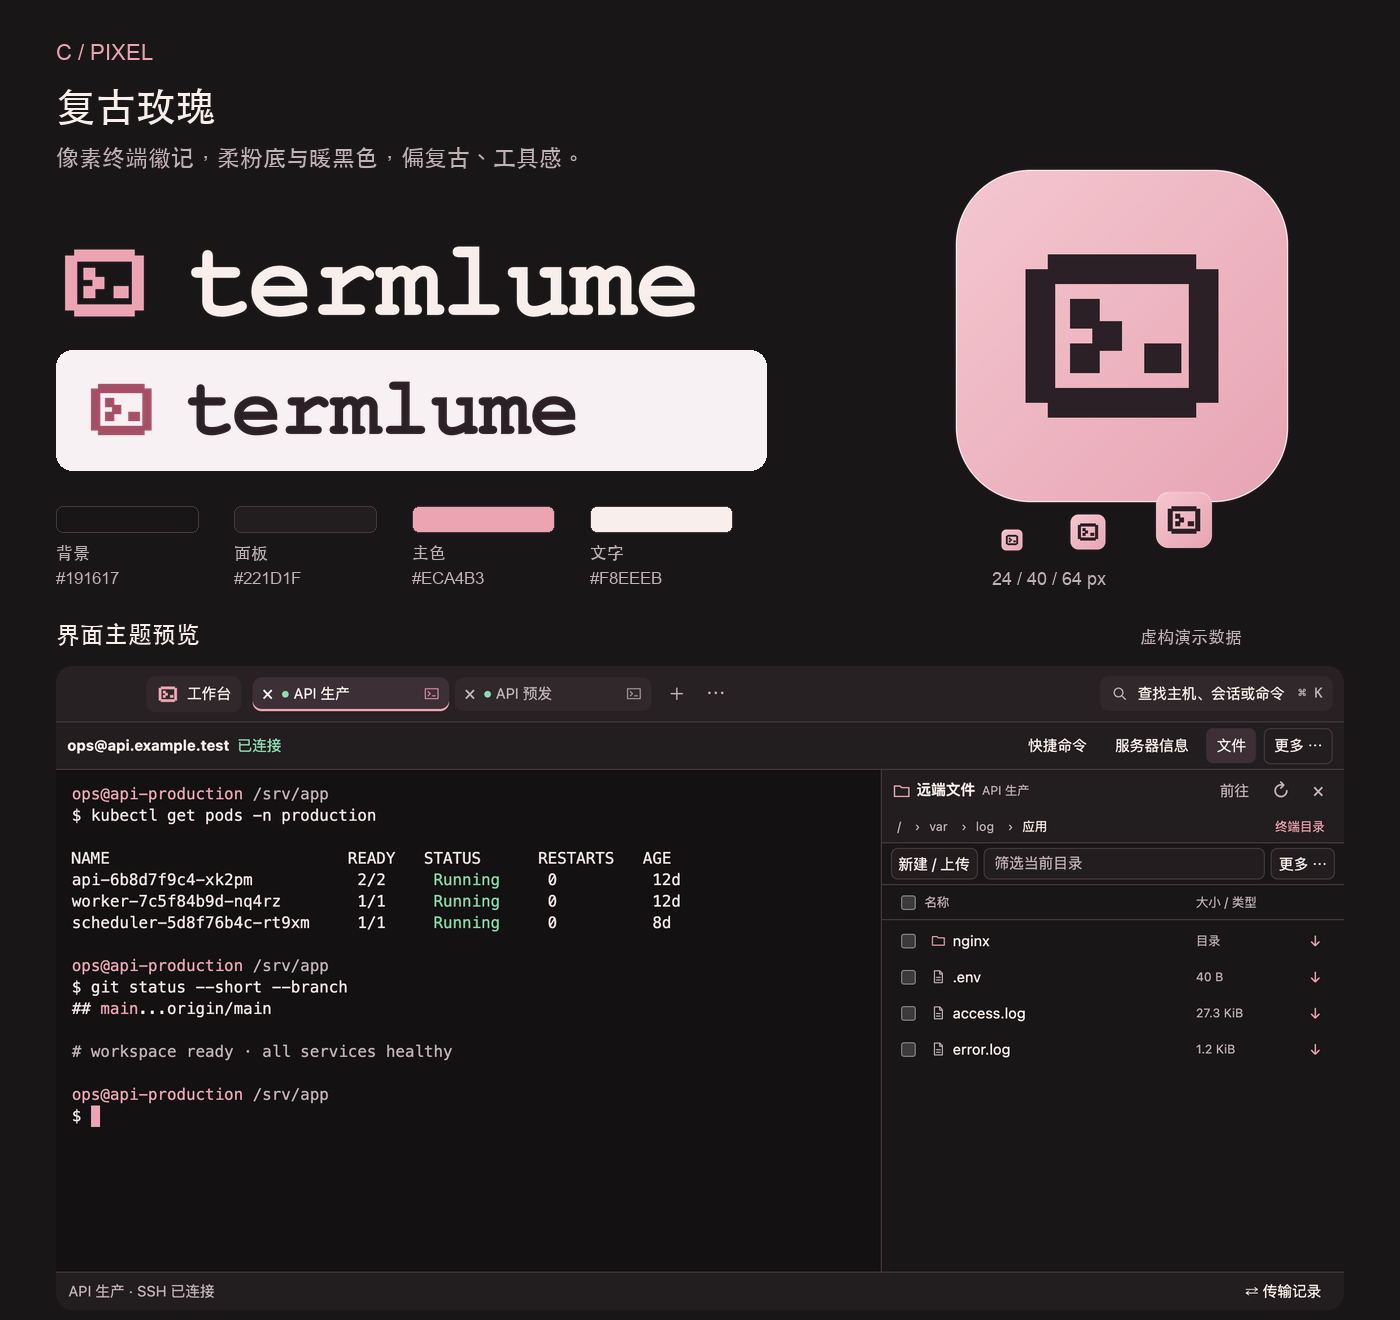 C / PIXEL
复古玫瑰
像素终端徽记，柔粉底与暖黑色，偏复古、工具感。
termlume
termlume
背景 面板 主色 文字
#191617 #221D1F #ECA4B3 #F8EEEB
24 / 40 / 64 px
界面主题预览 虚构演示数据
工作台 × ● API 生产 × ● API 预发 + ··· 查找主机、会话或命令 ⌘ K
ops@api.example.test 已连接 快捷命令 服务器信息 文件 更多 ···
ops@api-production /srv/app
$ kubectl get pods -n production
NAME READY STATUS RESTARTS AGE
api-6b8d7f9c4-xk2pm 2/2 Running 0 12d
worker-7c5f84b9d-nq4rz 1/1 Running 0 12d
scheduler-5d8f76b4c-rt9xm 1/1 Running 0 8d
ops@api-production /srv/app
$ git status --short --branch
## main...origin/main
# workspace ready · all services healthy
ops@api-production /srv/app
$
远端文件 API 生产 前往 ×
/ › var › log › 应用 终端目录
新建 / 上传 筛选当前目录 更多 ···
名称 大小 / 类型
nginx 目录 ↓
.env 40 B ↓
access.log 27.3 KiB ↓
error.log 1.2 KiB ↓
API 生产 · SSH 已连接 ⇄ 传输记录